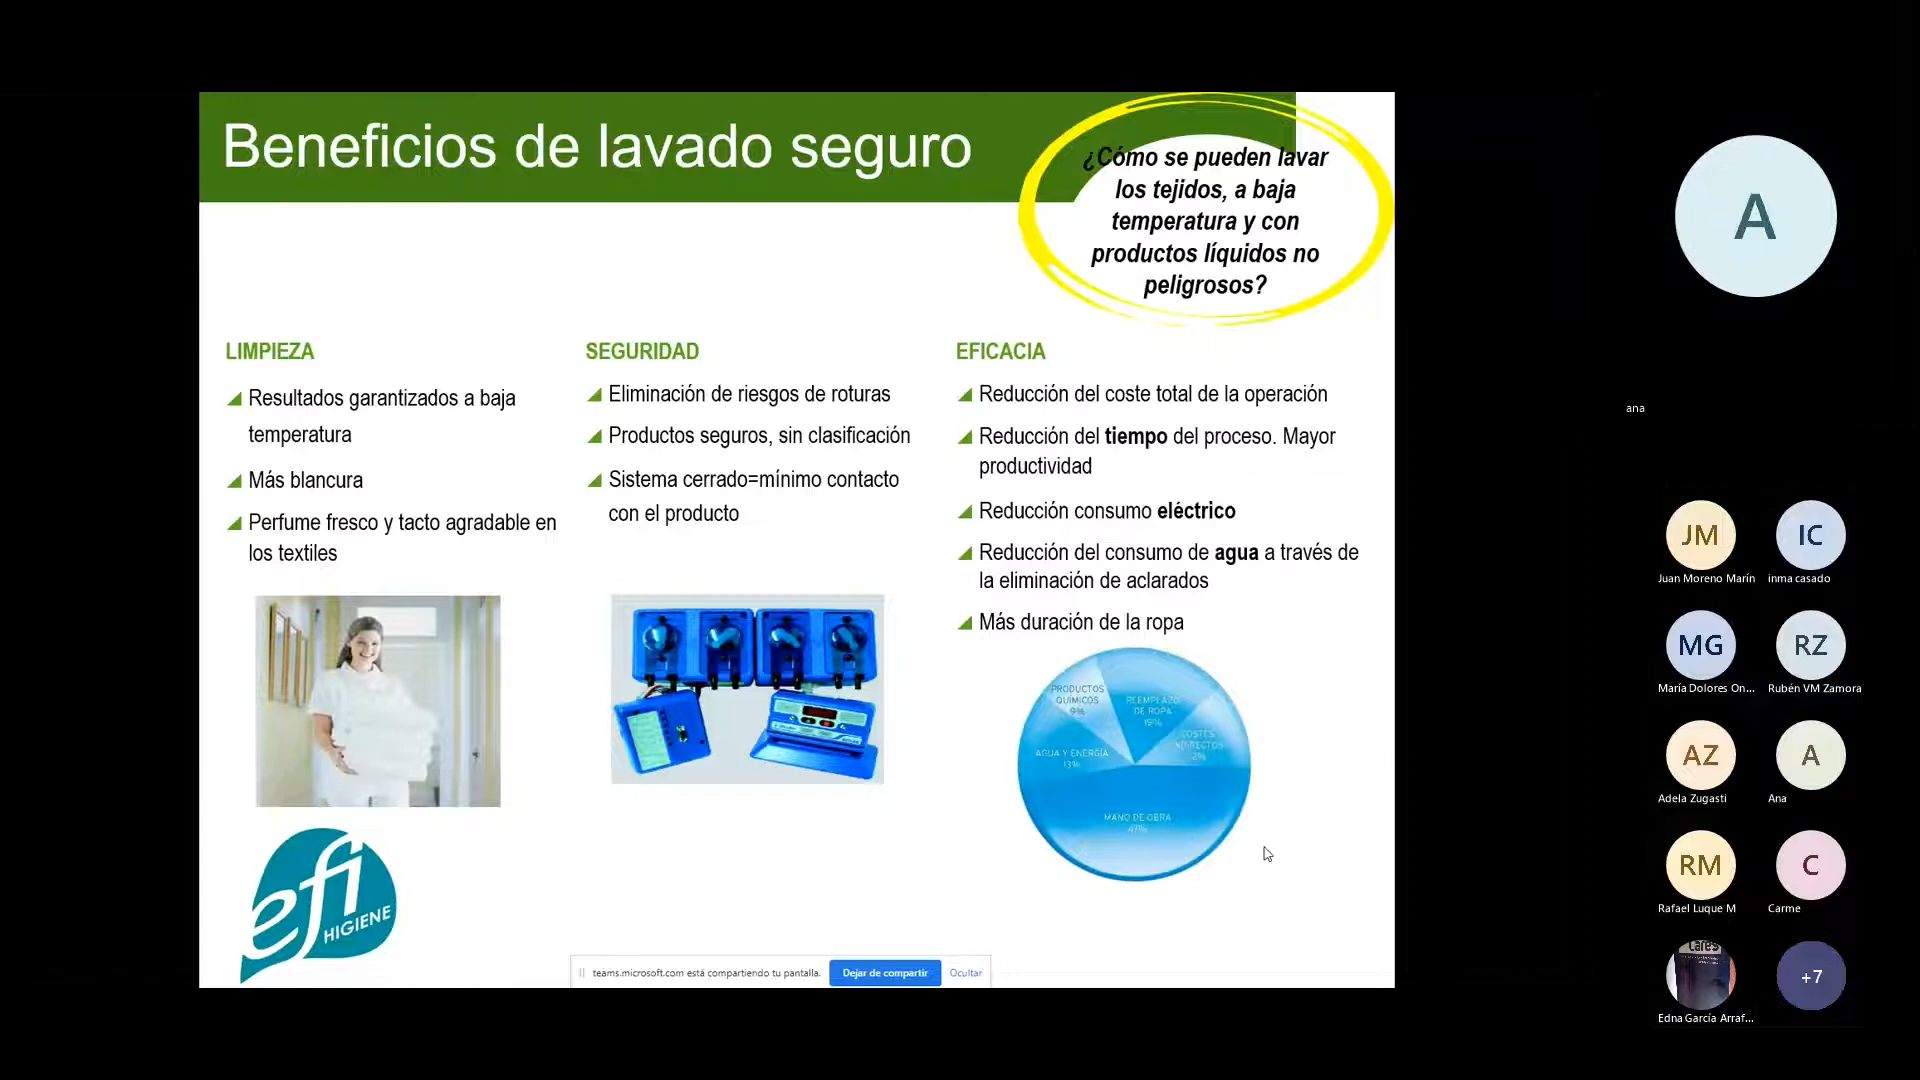 Beneficios de lavado seguro
¿Cómo se pueden lavar
los tejidos, a baja
temperatura y con
productos líquidos no
peligrosos?
LIMPIEZA
Resultados garantizados a baja
temperatura
Más blancura
Perfume fresco y tacto agradable en
los textiles
SEGURIDAD
Eliminación de riesgos de roturas
Productos seguros, sin clasificación
Sistema cerrado=mínimo contacto
con el producto
EFICACIA
Reducción del coste total de la operación
Reducción del tiempo del proceso. Mayor
productividad
Reducción consumo eléctrico
Reducción del consumo de agua a través de
la eliminación de aclarados
Más duración de la ropa
PRODUCTOS
QUÍMICOS
9%
REEMPLAZO
DE ROPA
19%
COSTES
INDIRECTOS
AGUA Y ENERGÍA
13%
MANO DE OBRA
47%
efi
HIGIENE
teams.microsoft.com está compartiendo tu pantalla.
Dejar de compartir
Ocultar
A
ana
JM
Juan Moreno Marín
IC
inma casado
MG
María Dolores On...
RZ
Rubén VM Zamora
AZ
Adela Zugasti
A
Ana
RM
Rafael Luque M
C
Carme
Cares
Edna García Arraf...
+7